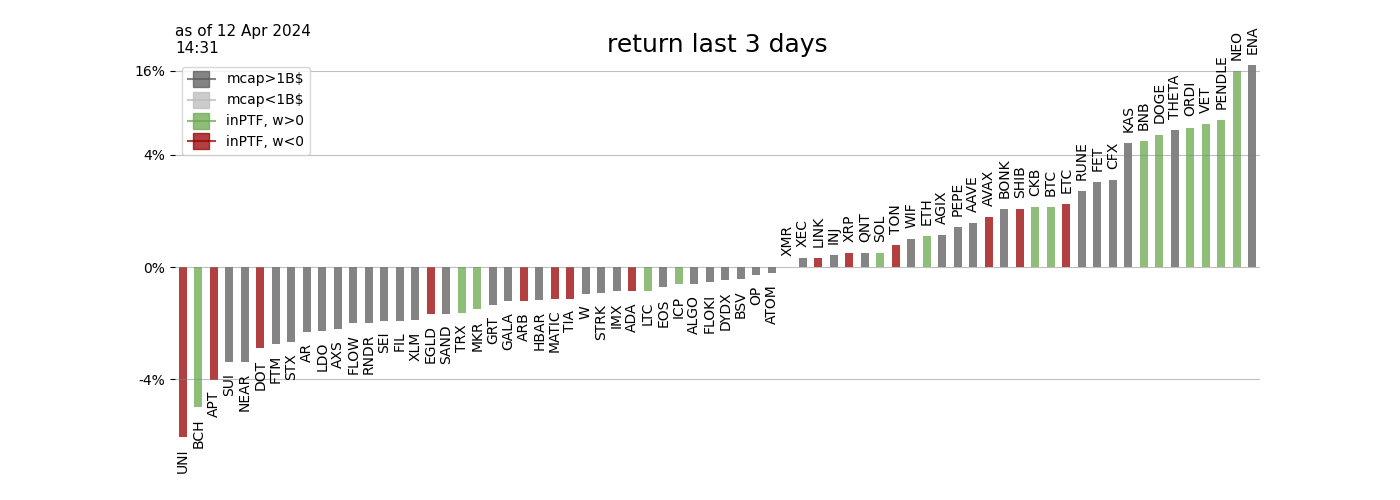 as of 12 Apr 2024
14:31
return last 3 days
mcap>1B$
mcap<1B$
inPTF, w>0
inPTF, w<0
16%
4%
0%
-4%
UNI
BCH
APT
SUI
NEAR
DOT
FTM
STX
AR
LDO
AXS
FLOW
RNDR
SEI
FIL
XLM
EGLD
SAND
TRX
MKR
GRT
GALA
ARB
HBAR
MATIC
TIA
W
STRK
IMX
ADA
LTC
EOS
ICP
ALGO
FLOKI
DYDX
BSV
OP
ATOM
XMR
XEC
LINK
INJ
XRP
QNT
SOL
TON
WIF
ETH
AGIX
PEPE
AAVE
AVAX
BONK
SHIB
CKB
BTC
ETC
RUNE
FET
CFX
KAS
BNB
DOGE
THETA
ORDI
VET
PENDLE
NEO
ENA